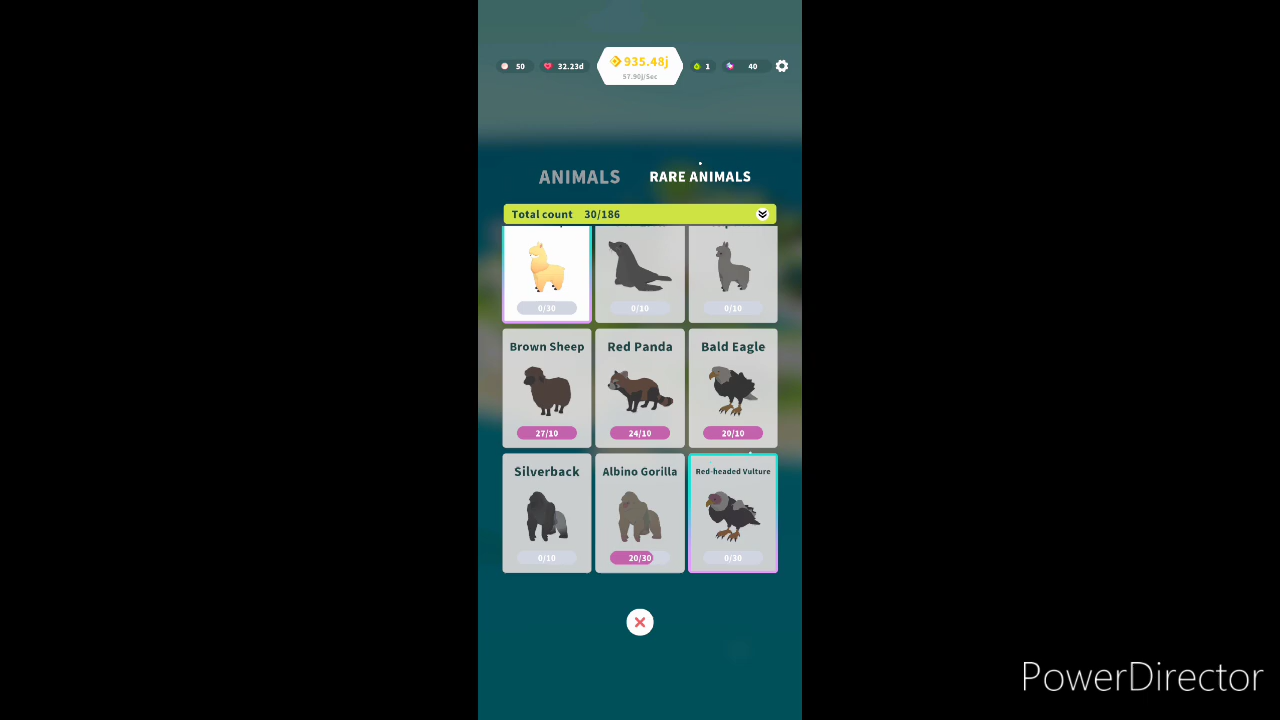 50
32.23d
935.48j
57.90j/Sec
1
40
ANIMALS
RARE ANIMALS
Total count 30/186
0/30
0/10
0/10
Brown Sheep
Red Panda
Bald Eagle
27/10
24/10
20/10
Silverback
Albino Gorilla
Red-headed Vulture
0/10
20/30
0/30
PowerDirector